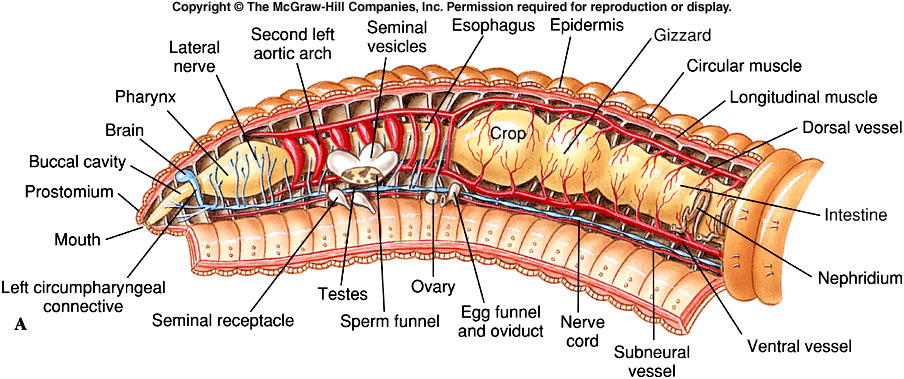 Copyright © The McGraw-Hill Companies, Inc. Permission required for reproduction or display.
Lateral
nerve
Second left
aortic arch
Seminal
vesicles
Esophagus
Epidermis
Gizzard
Circular muscle
Longitudinal muscle
Dorsal vessel
Pharynx
Brain
Buccal cavity
Prostomium
Mouth
Crop
Intestine
Nephridium
Left circumpharyngeal
connective
A
Seminal receptacle
Testes
Sperm funnel
Ovary
Egg funnel
and oviduct
Nerve
cord
Subneural
vessel
Ventral vessel